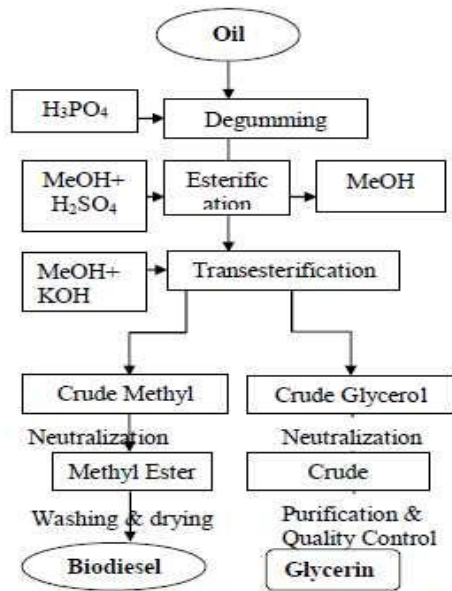 Oil
H₃PO₄
Degumming
MeOH+
H₂SO₄
Esterific
ation
MeOH
MeOH+
KOH
Transesterification
Crude Methyl
Crude Glycerol
Neutralization
Neutralization
Methyl Ester
Crude
Washing & drying
Purification &
Quality Control
Biodiesel
Glycerin